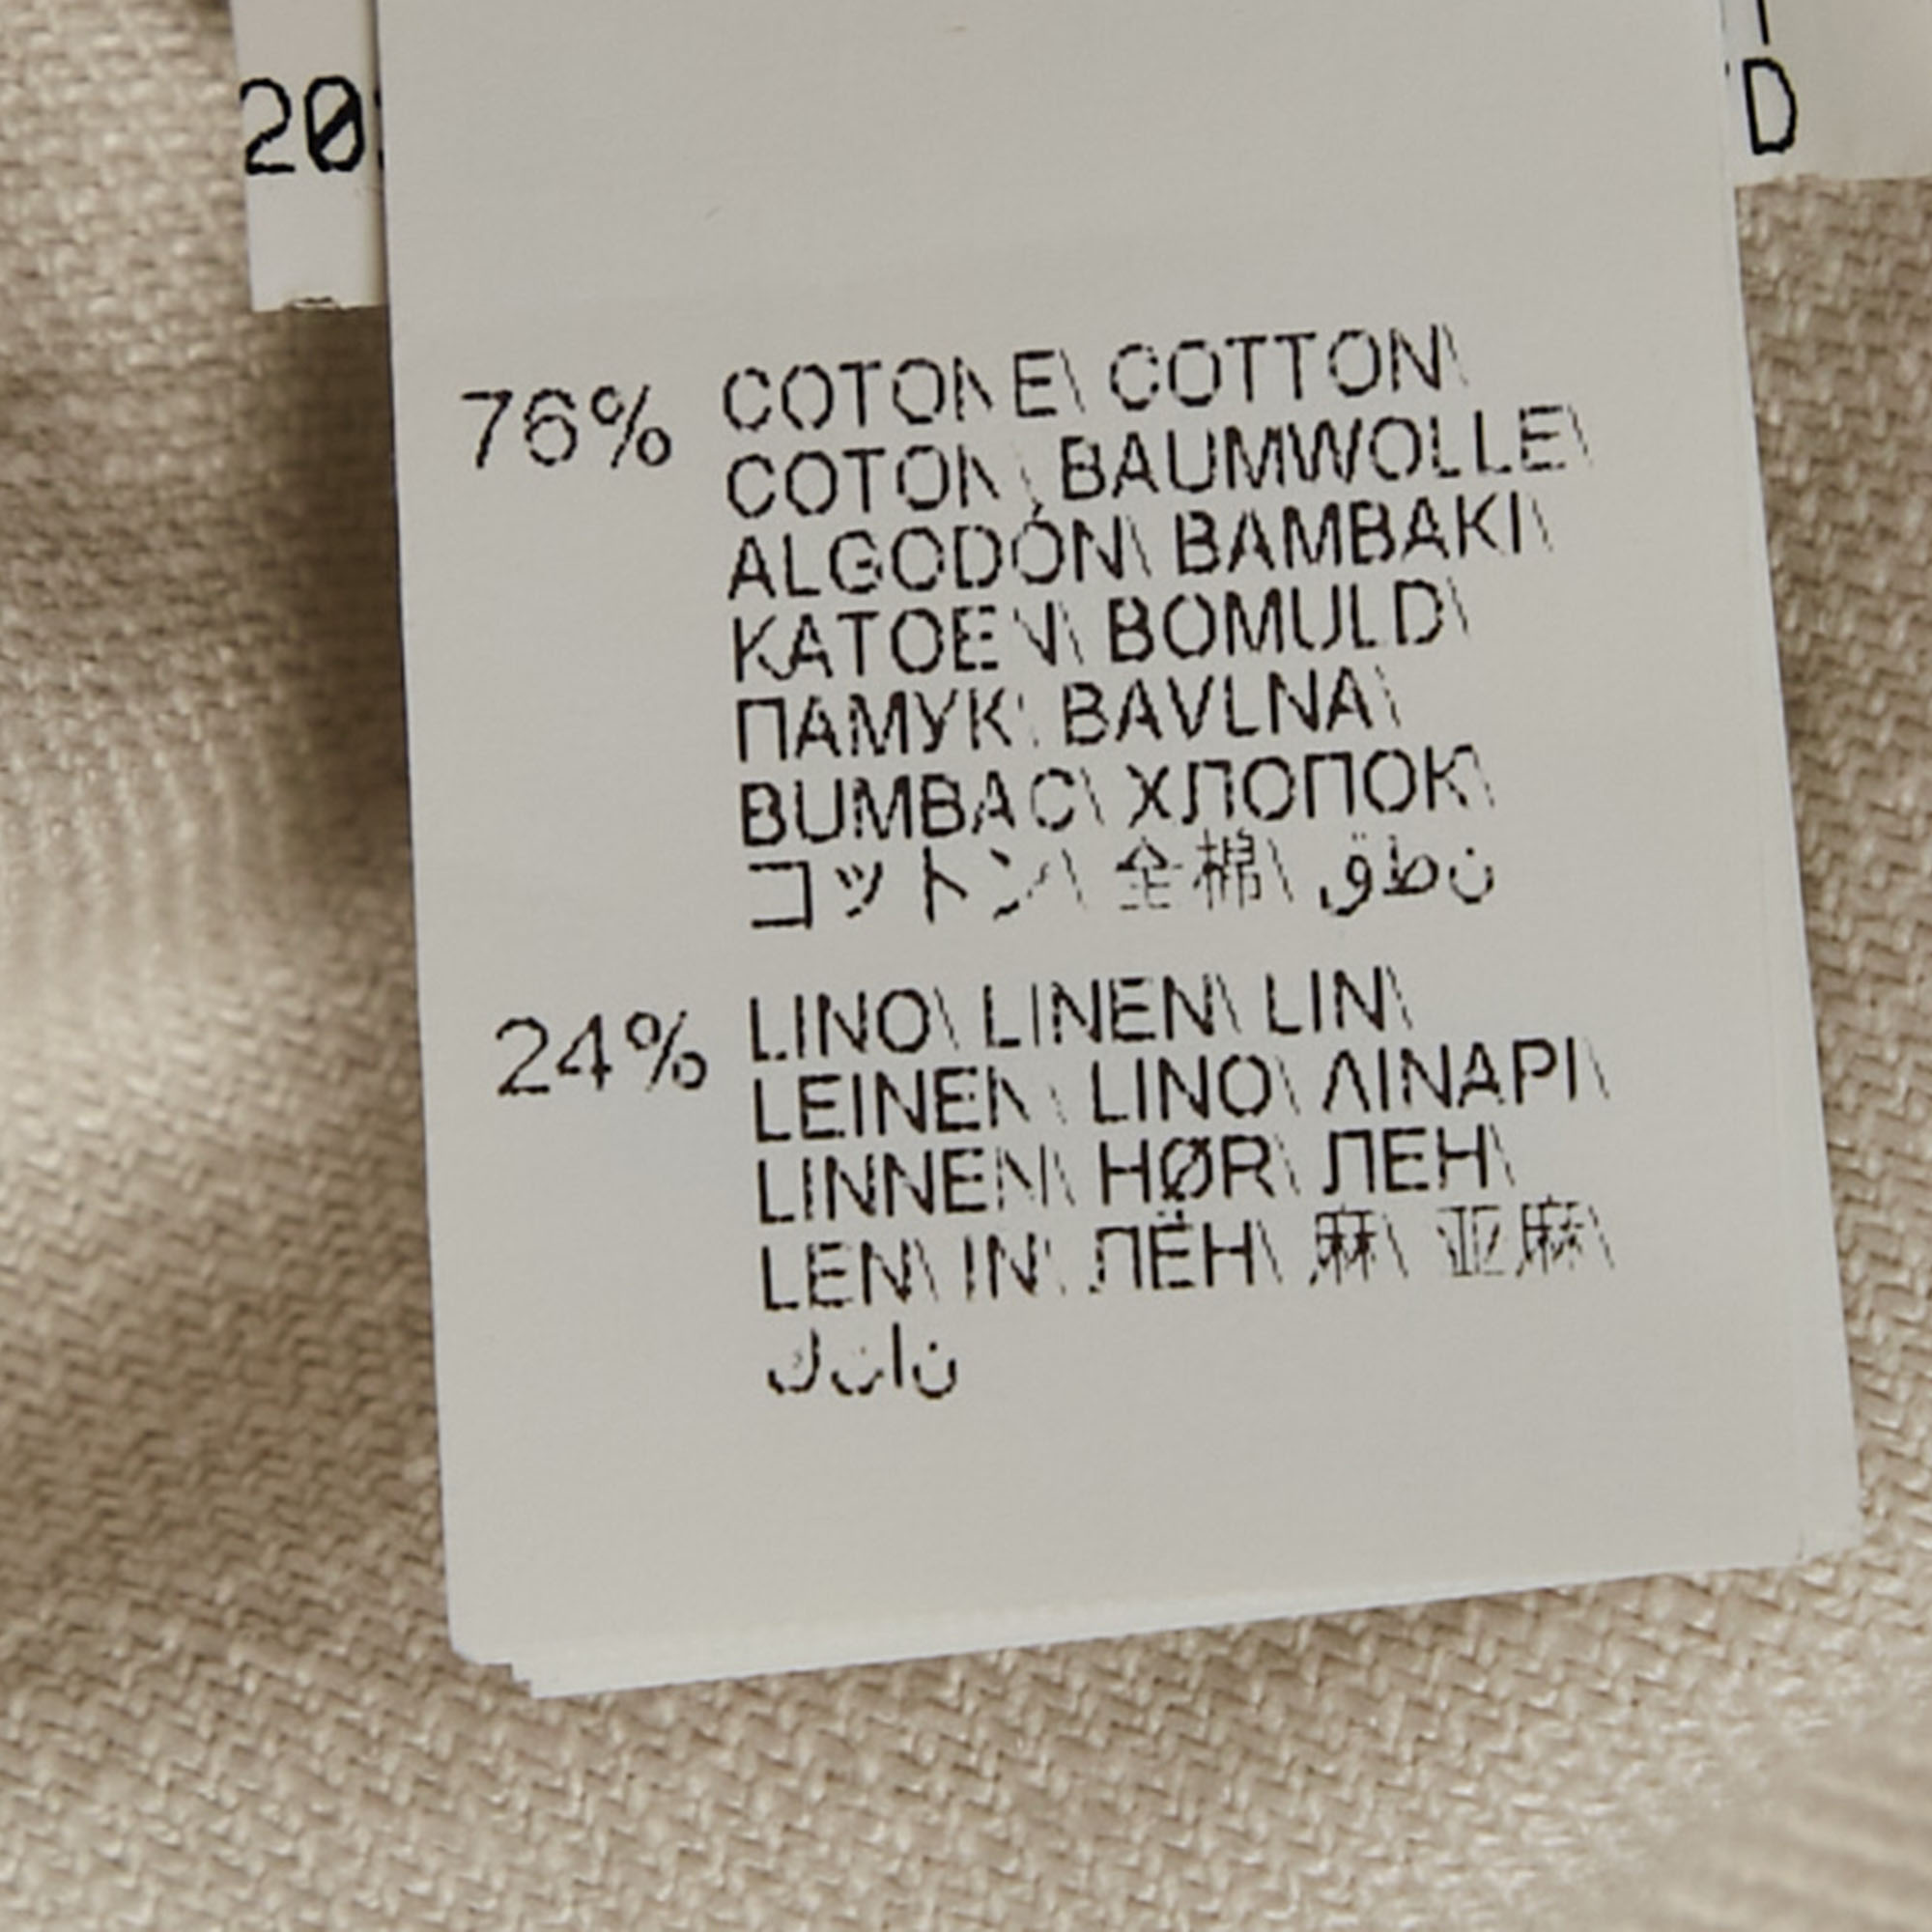 20
D
76% COTONE\ COTTON\
COTON\ BAUMWOLLE\
ALGODÓN\ BAMBAKI\
KATOEN\ BOMULD\
ПАМУК\ BAVLNA\
BUMBAC\ ХЛОПОК\
コットン\ 全棉\ قطن
24% LINO\ LINEN\ LIN\
LEINEN\ LINO\ ΛΙΝΑΡΙ\
LINNEN\ HØR\ ЛЕН\
LEN\ IN\ ЛЁН\ 麻\ 亚麻\
كتان